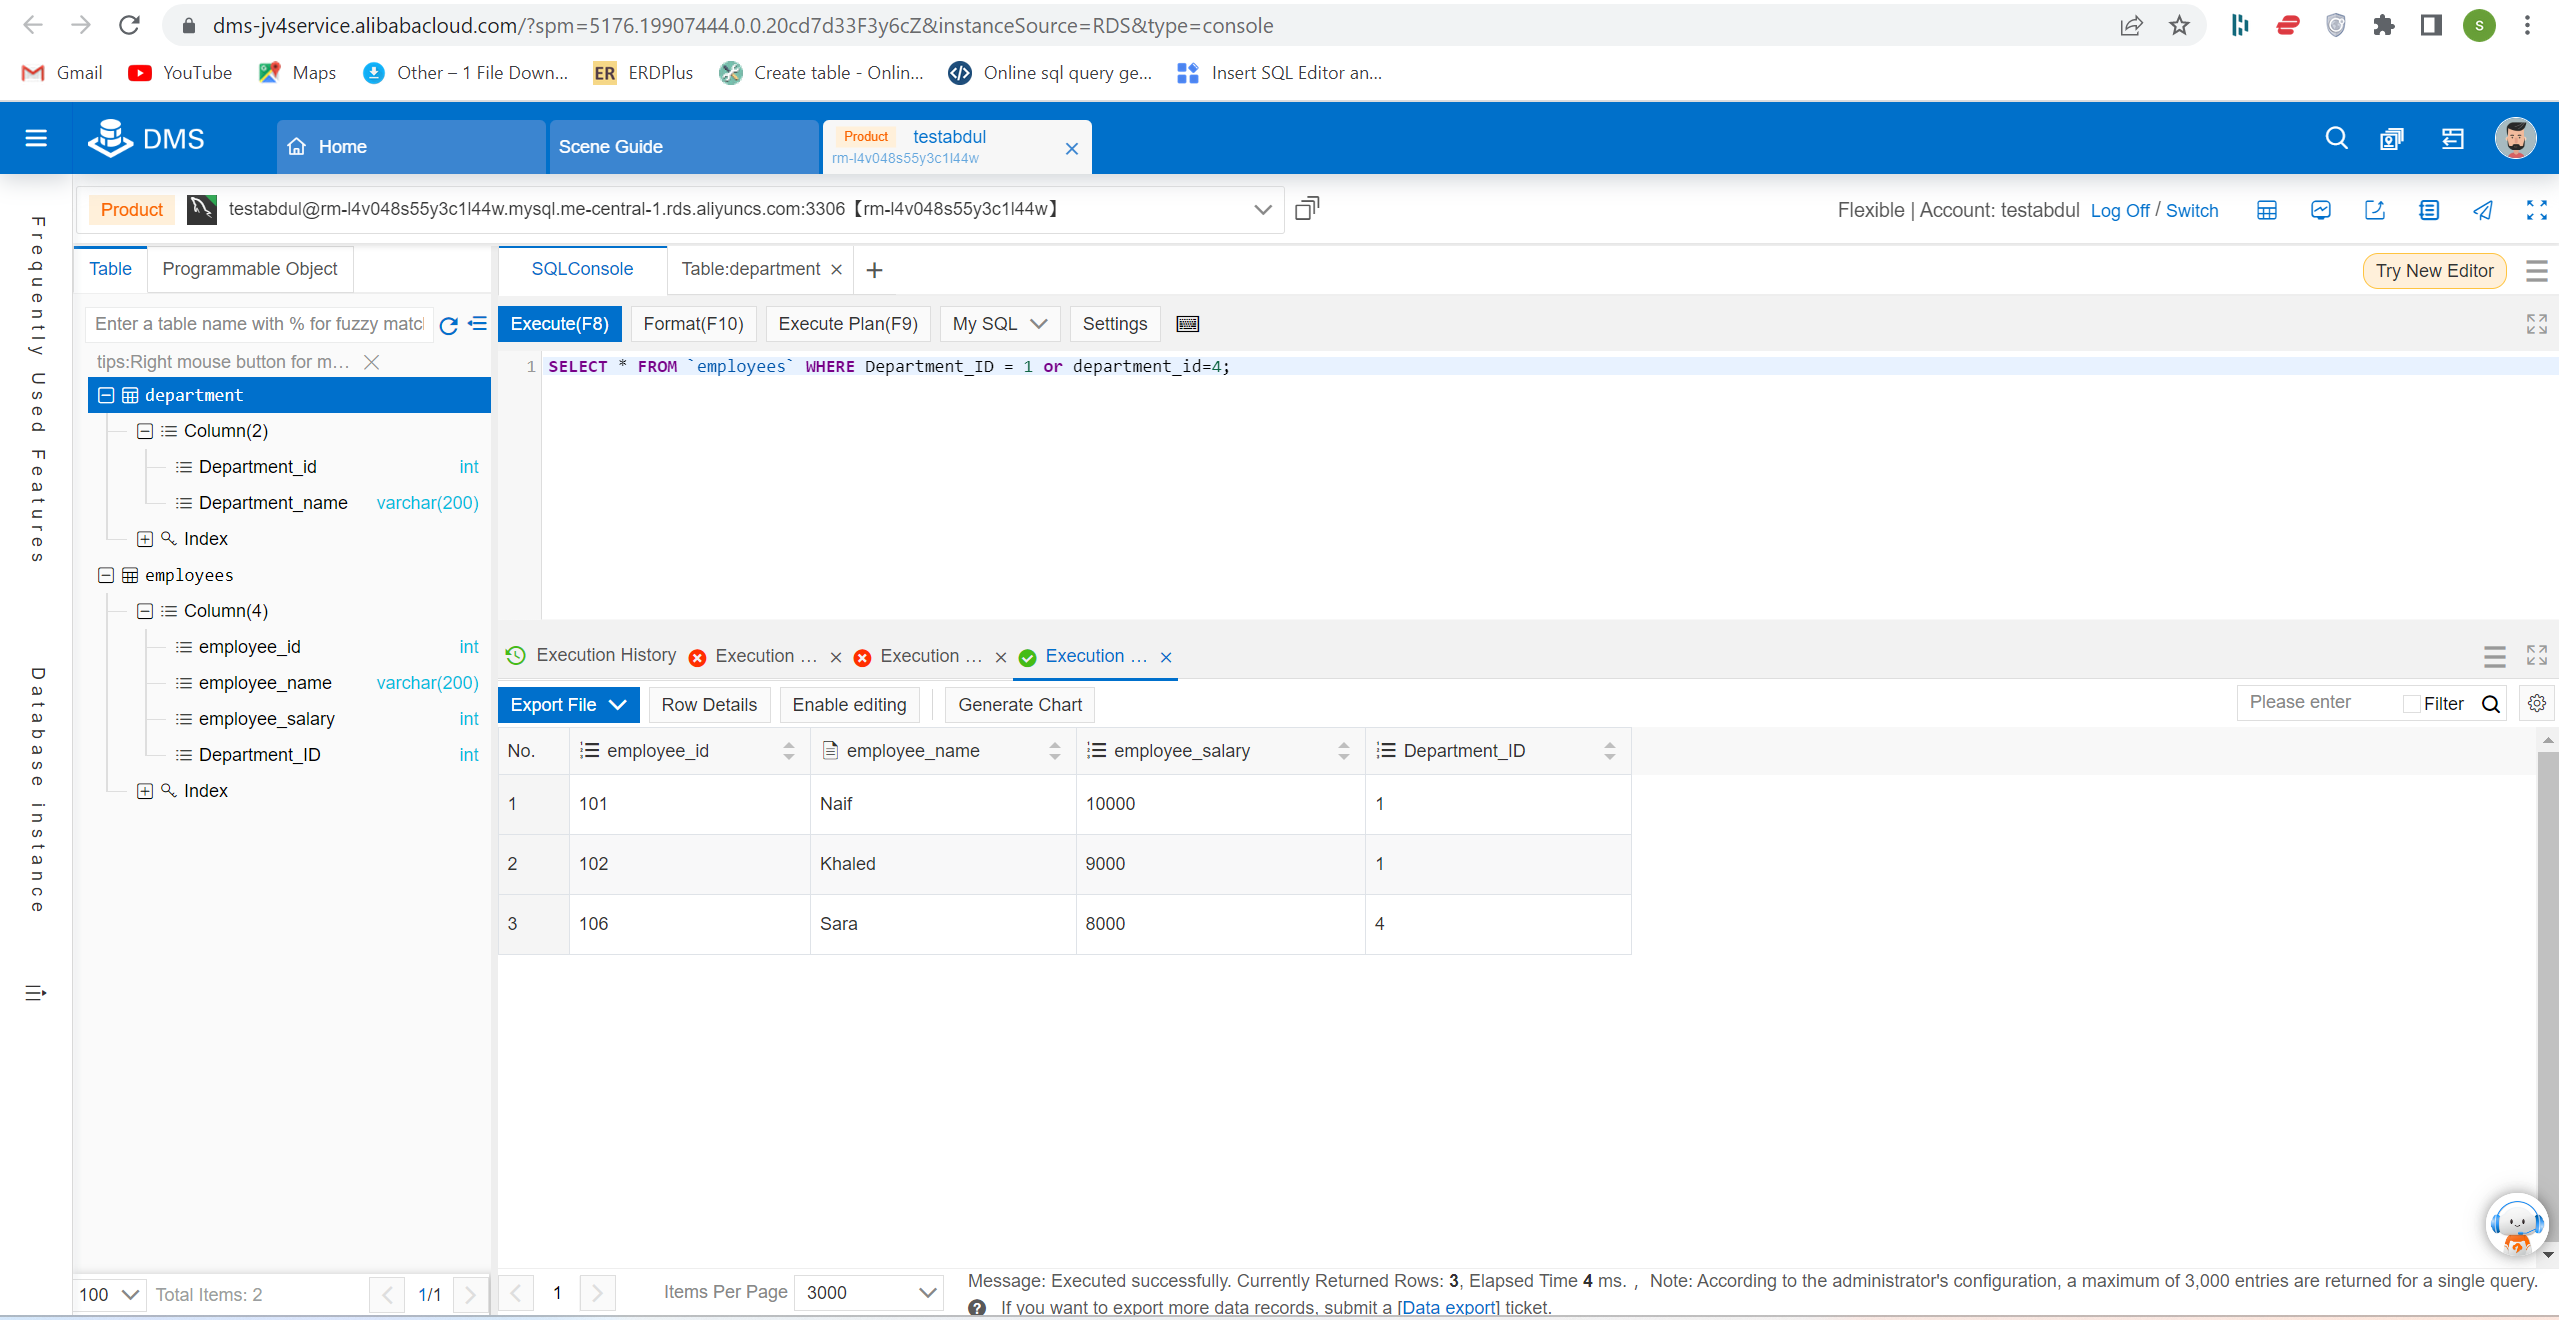 dms-jv4service.alibabacloud.com/?spm=5176.19907444.0.0.20cd7d33F3y6cZ&instanceSource=RDS&type=console
S
Gmail YouTube Maps Other – 1 File Down... ER ERDPlus Create table - Onlin... Online sql query ge... Insert SQL Editor an...
DMS Home Scene Guide Product testabdul
rm-l4v048s55y3c1l44w
Product testabdul@rm-l4v048s55y3c1l44w.mysql.me-central-1.rds.aliyuncs.com:3306【rm-l4v048s55y3c1l44w】 Flexible | Account: testabdul Log Off / Switch
Frequently Used Features
Database instance
Table Programmable Object
Enter a table name with % for fuzzy matc
tips:Right mouse button for m...
department
Column(2)
Department_id int
Department_name varchar(200)
Index
employees
Column(4)
employee_id int
employee_name varchar(200)
employee_salary int
Department_ID int
Index
100 Total Items: 2 1/1
SQLConsole Table:department Try New Editor
Execute(F8) Format(F10) Execute Plan(F9) My SQL Settings
1 SELECT * FROM `employees` WHERE Department_ID = 1 or department_id=4;
Execution History Execution ... Execution ... Execution ...
Export File Row Details Enable editing Generate Chart Please enter Filter
No. employee_id employee_name employee_salary Department_ID
1 101 Naif 10000 1
2 102 Khaled 9000 1
3 106 Sara 8000 4
1 Items Per Page 3000
Message: Executed successfully. Currently Returned Rows: 3, Elapsed Time 4 ms. , Note: According to the administrator's configuration, a maximum of 3,000 entries are returned for a single query.
If you want to export more data records, submit a [Data export] ticket.